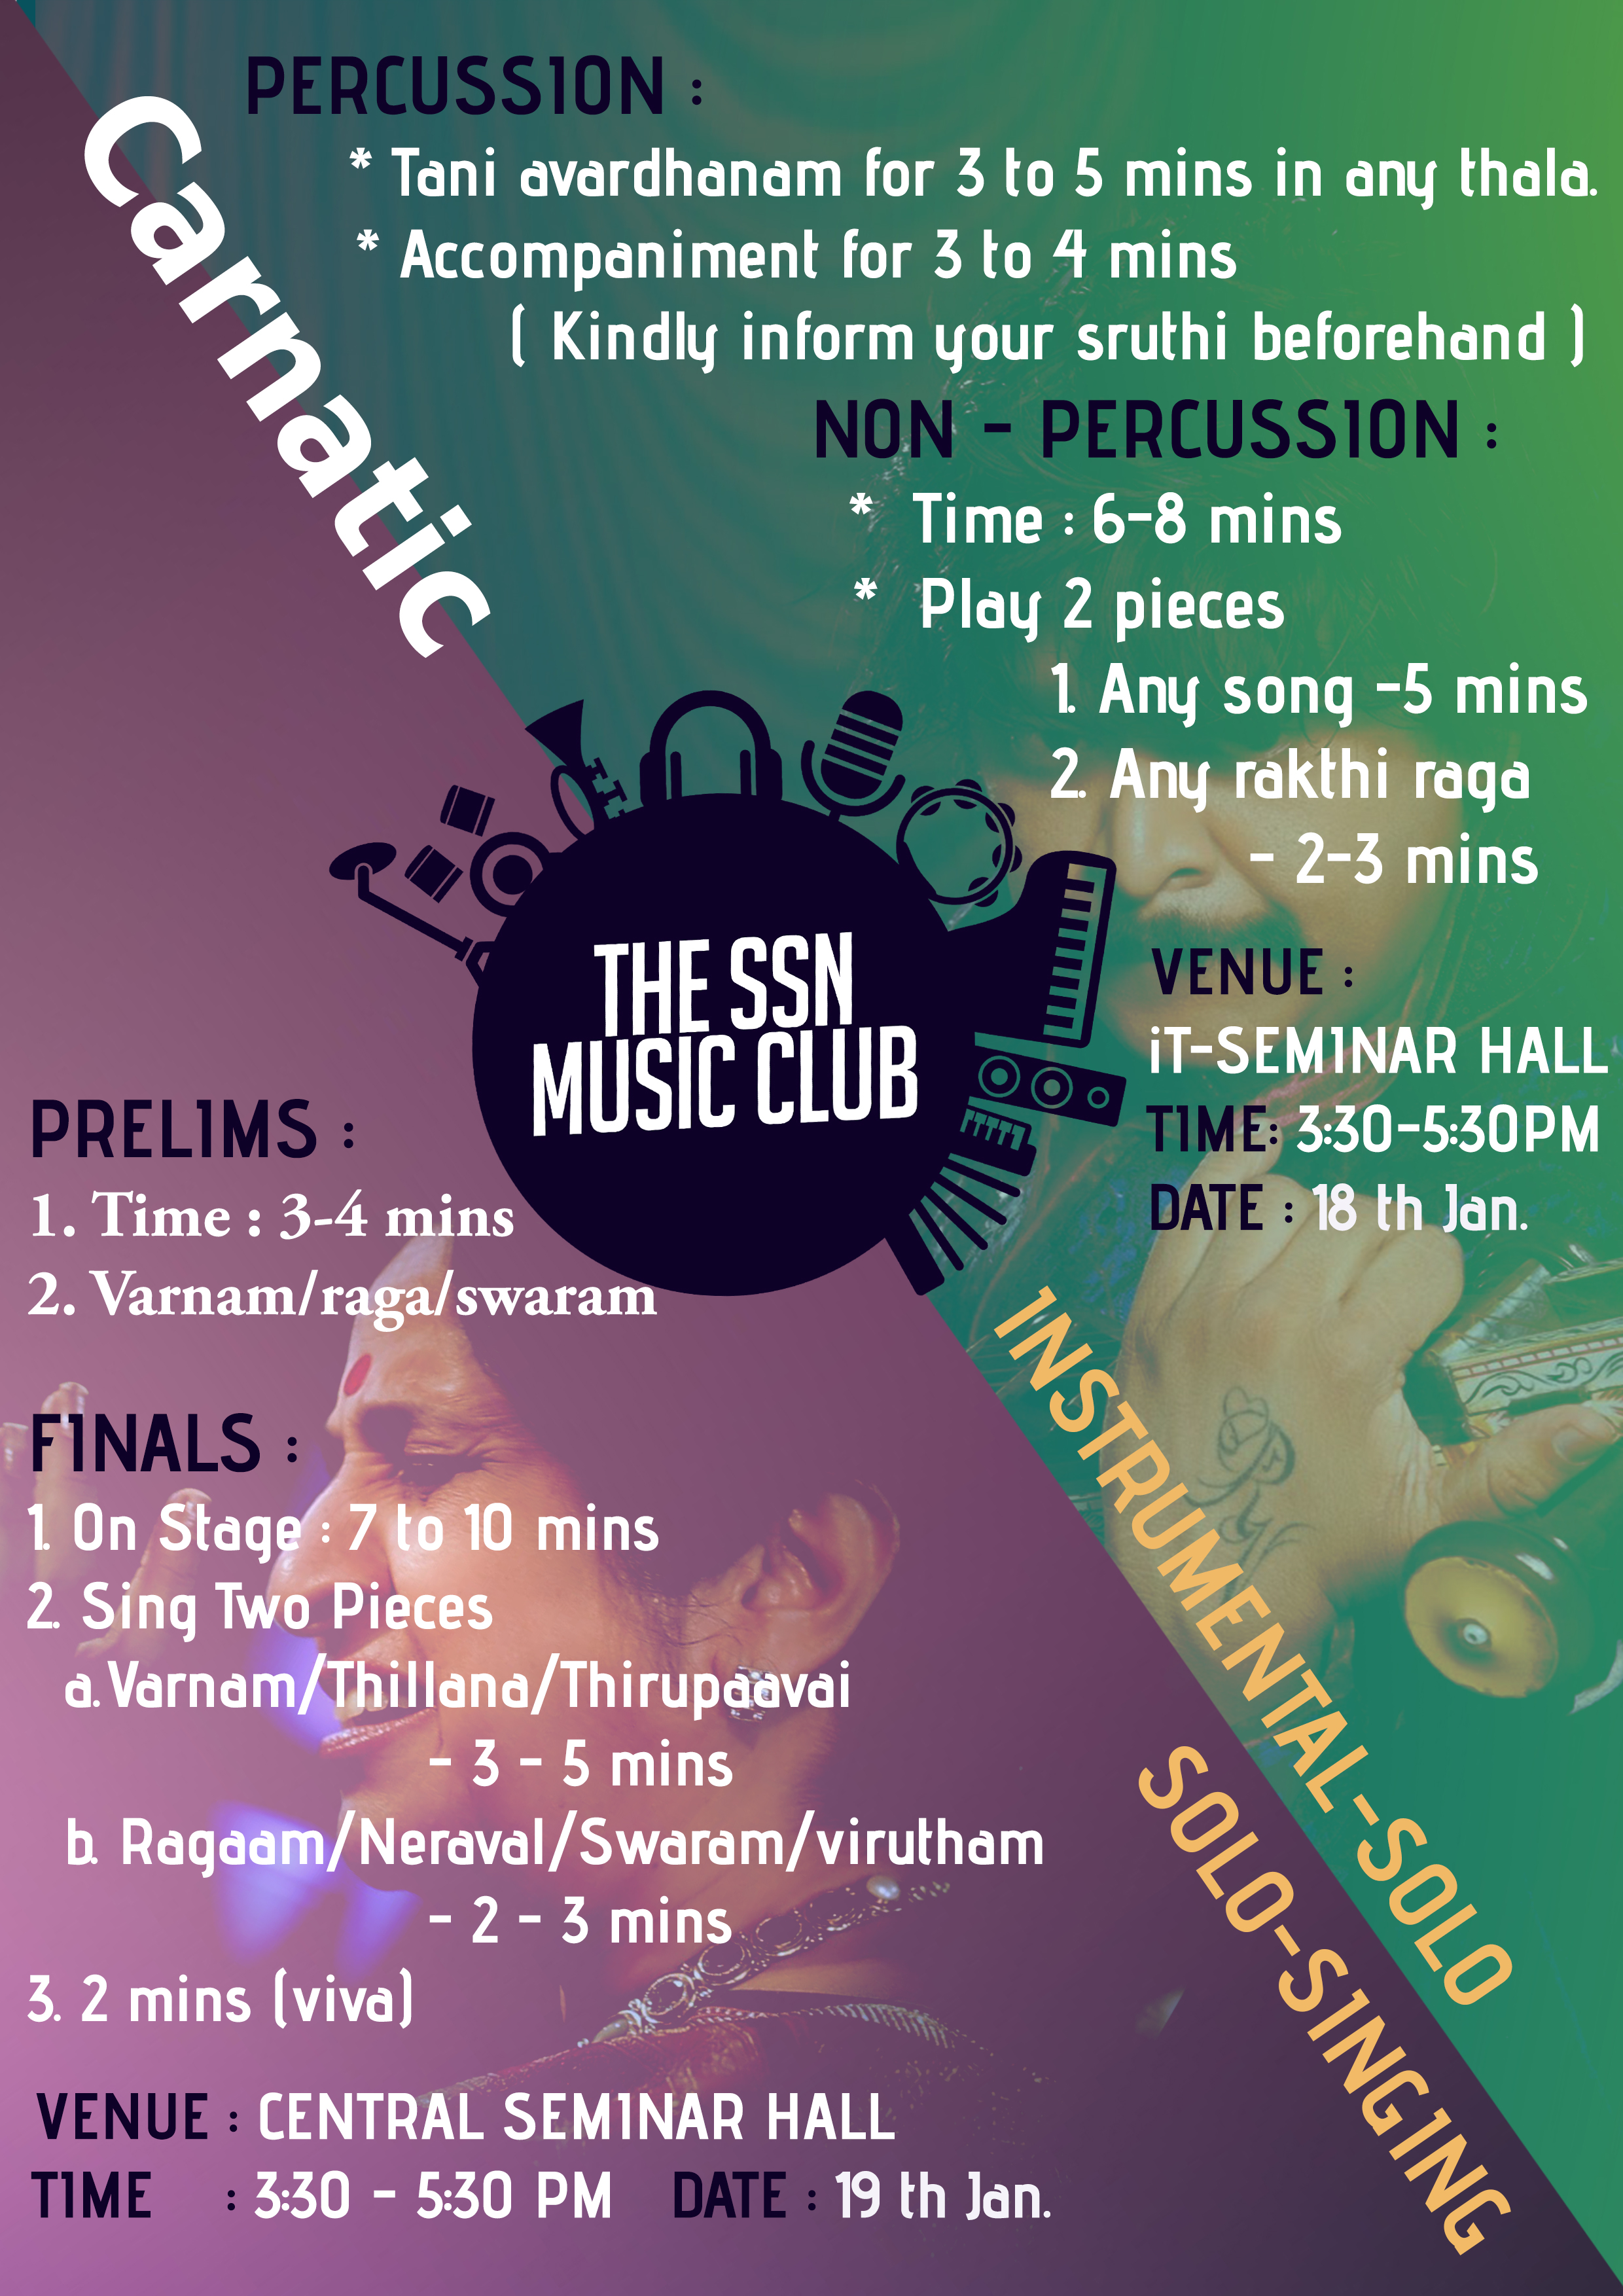 Carnatic
PERCUSSION :
* Tani avardhanam for 3 to 5 mins in any thala.
* Accompaniment for 3 to 4 mins
( Kindly inform your sruthi beforehand )
NON - PERCUSSION :
* Time : 6-8 mins
* Play 2 pieces
1. Any song -5 mins
2. Any rakthi raga
- 2-3 mins
VENUE :
iT-SEMINAR HALL
TIME: 3:30-5:30PM
DATE : 18 th Jan.
INSTRUMENTAL-SOLO
THE SSN
MUSIC CLUB
PRELIMS :
1. Time : 3-4 mins
2. Varnam/raga/swaram
FINALS :
1. On Stage : 7 to 10 mins
2. Sing Two Pieces
a. Varnam/Thillana/Thirupaavai
- 3 - 5 mins
b. Ragaam/Neraval/Swaram/virutham
- 2 - 3 mins
3. 2 mins (viva)
VENUE : CENTRAL SEMINAR HALL
TIME : 3:30 - 5:30 PM DATE : 19 th Jan.
SOLO-SINGING